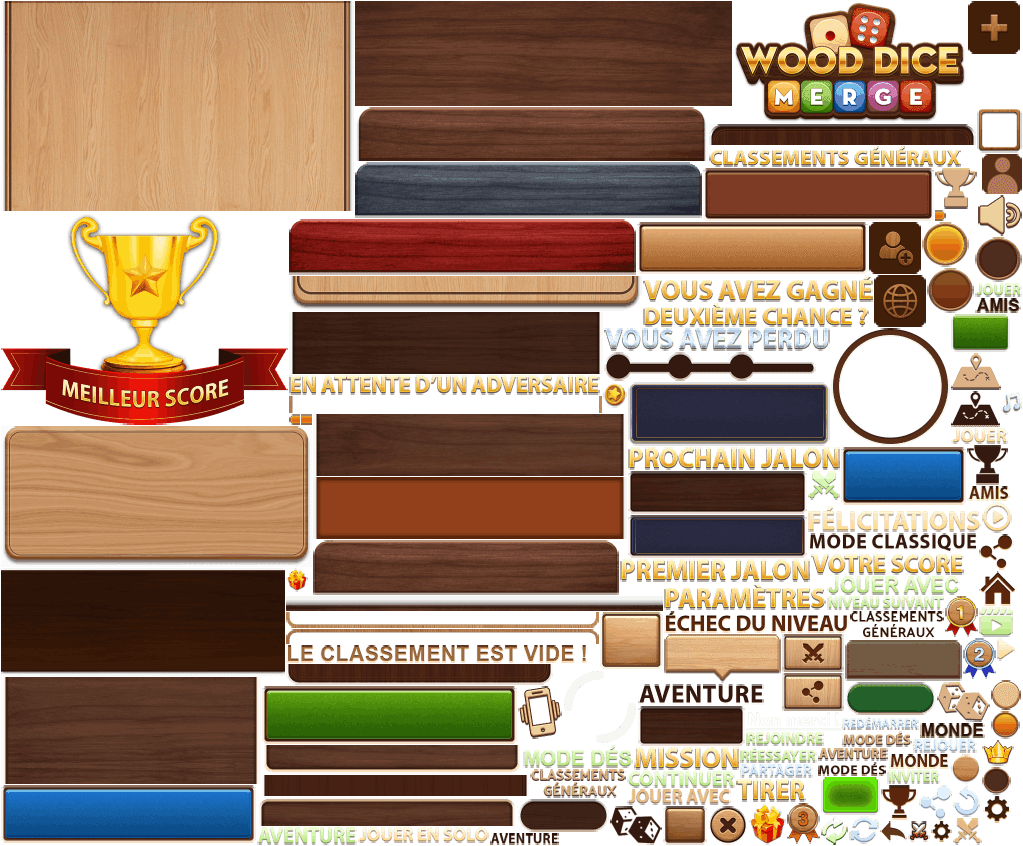 WOOD DICE
MERGE
CLASSEMENTS GÉNÉRAUX
VOUS AVEZ GAGNÉ
JOUER
AMIS
DEUXIÈME CHANCE ?
VOUS AVEZ PERDU
MEILLEUR SCORE
EN ATTENTE D'UN ADVERSAIRE
JOUER
PROCHAIN JALON
AMIS
FÉLICITATIONS
MODE CLASSIQUE
PREMIER JALON
VOTRE SCORE
JOUER AVEC
PARAMÈTRES
NIVEAU SUIVANT
ÉCHEC DU NIVEAU
CLASSEMENTS
GÉNÉRAUX
1
LE CLASSEMENT EST VIDE !
2
AVENTURE
REDÉMARRER
MONDE
REJOINDRE
MODE DÉS
REJOUER
MODE DÉS
MISSION
RÉESSAYER
AVENTURE
MONDE
PARTAGER
MODE DÉS
INVITER
CLASSEMENTS
GÉNÉRAUX
CONTINUER
JOUER AVEC
TIRER
3
AVENTURE
JOUER EN SOLO
AVENTURE